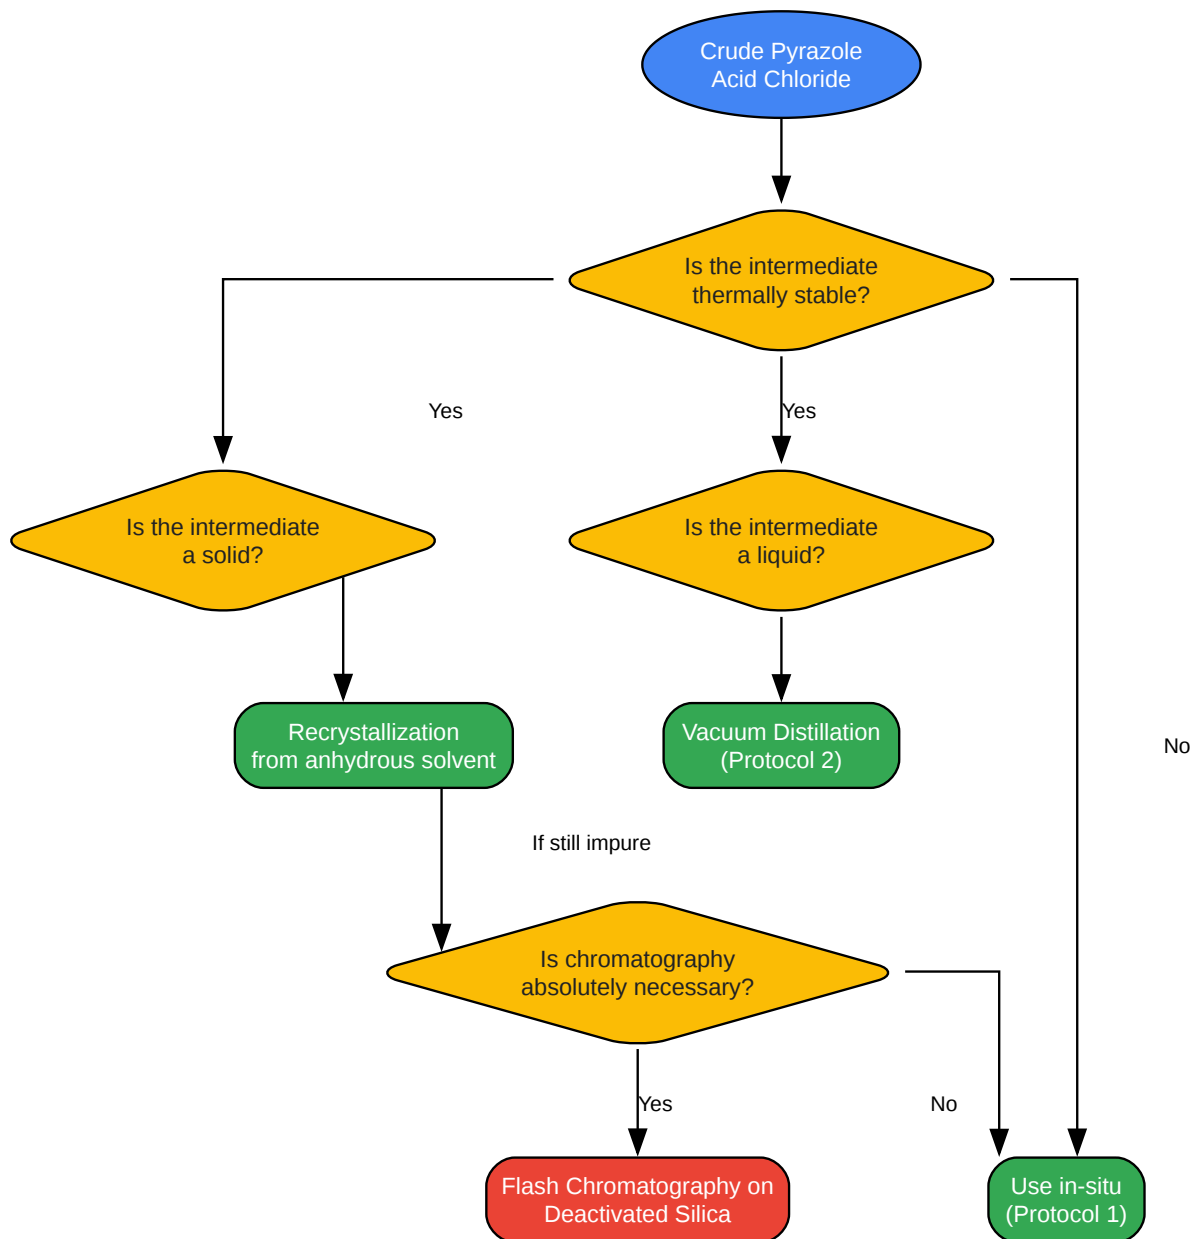 Crude Pyrazole
Acid Chloride
Is the intermediate
thermally stable?
Yes
Yes
Is the intermediate
a solid?
Is the intermediate
a liquid?
Recrystallization
from anhydrous solvent
Vacuum Distillation
(Protocol 2)
No
If still impure
Is chromatography
absolutely necessary?
Yes
No
Flash Chromatography on
Deactivated Silica
Use in-situ
(Protocol 1)